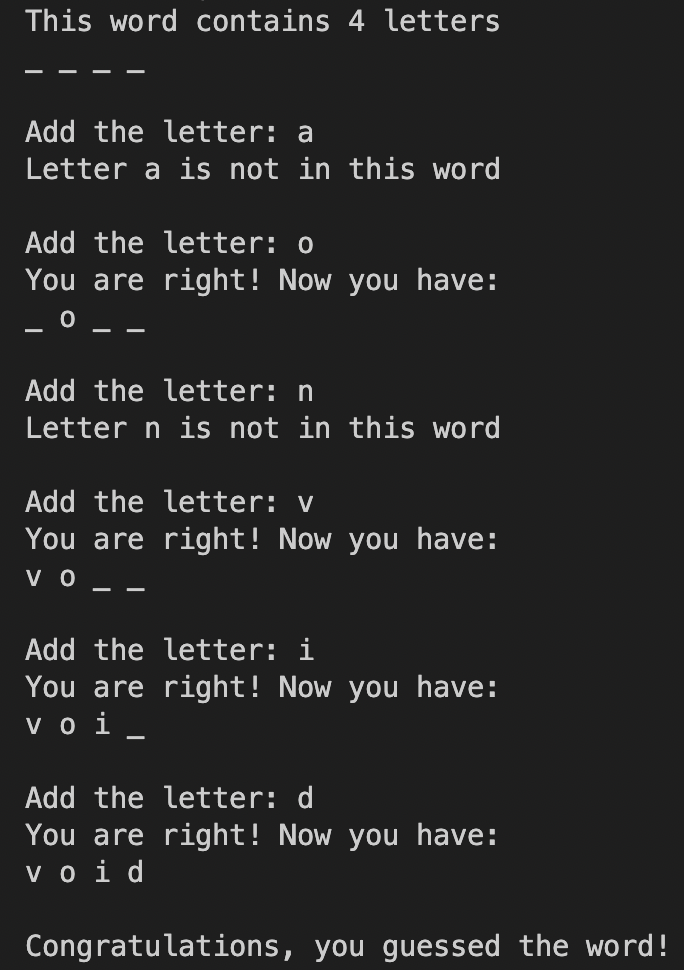 This word contains 4 letters
_ _ _ _
Add the letter: a
Letter a is not in this word
Add the letter: o
You are right! Now you have:
_ o _ _
Add the letter: n
Letter n is not in this word
Add the letter: v
You are right! Now you have:
v o _ _
Add the letter: i
You are right! Now you have:
v o i _
Add the letter: d
You are right! Now you have:
v o i d
Congratulations, you guessed the word!